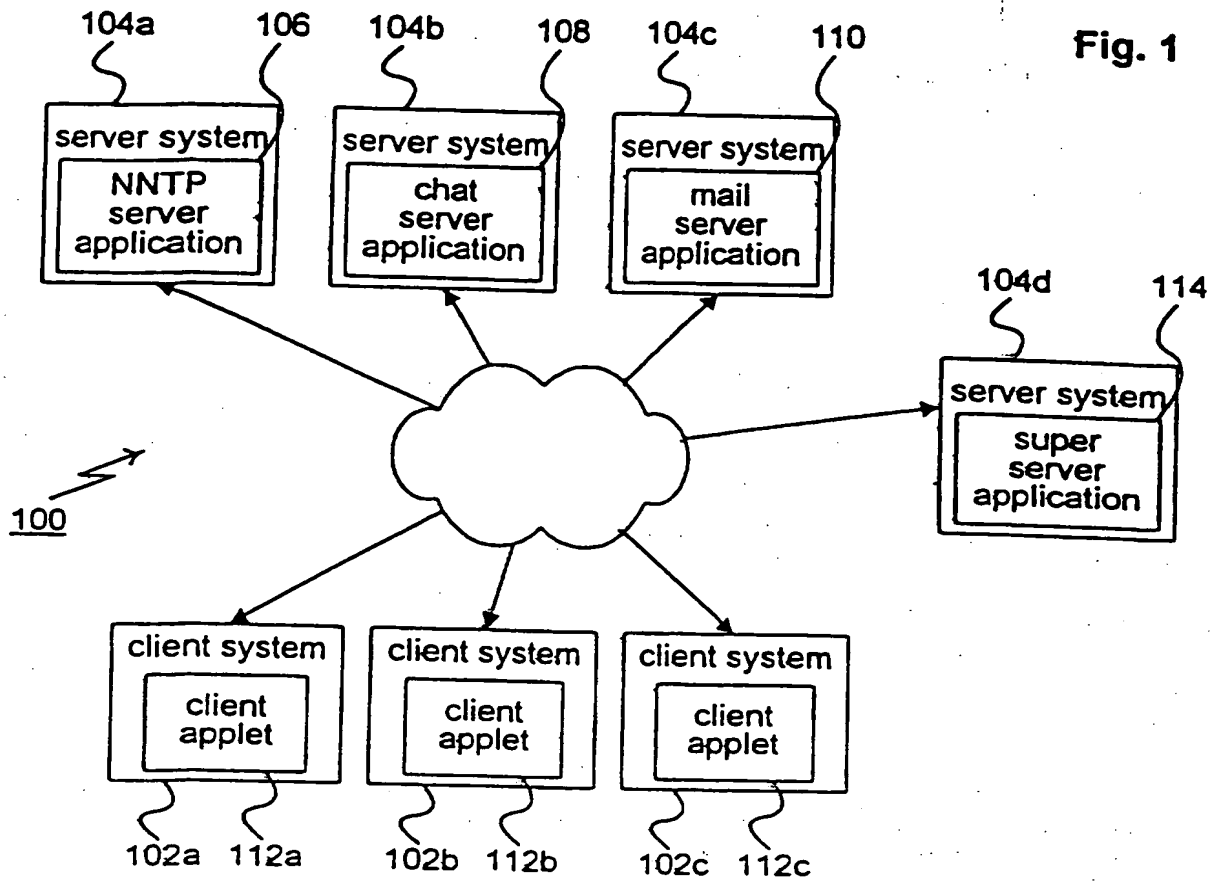 104a
106
104b
108
104c
110
Fig. 1
server system
NNTP
server
application
server system
chat
server
application
server system
mail
server
application
104d
114
server system
super
server
application
100
client system
client
applet
client system
client
applet
client system
client
applet
102a
112a
102b
112b
102c
112c